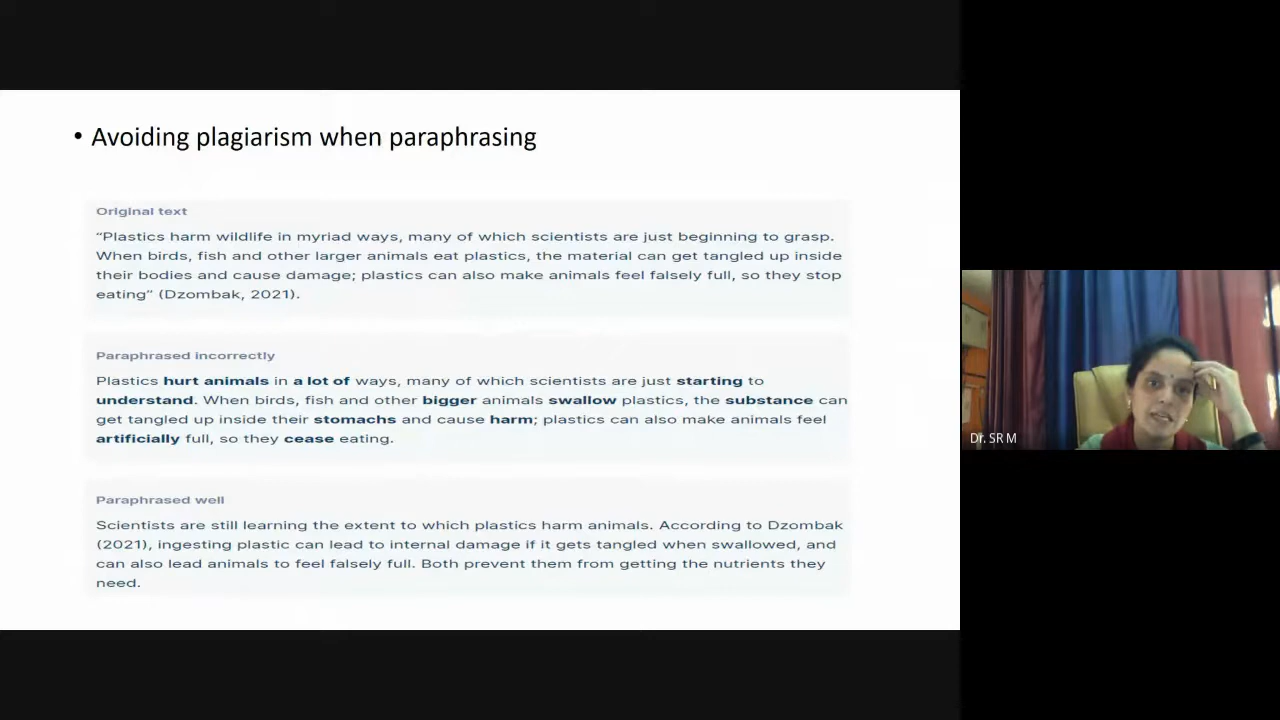 • Avoiding plagiarism when paraphrasing
Original text
“Plastics harm wildlife in myriad ways, many of which scientists are just beginning to grasp.
When birds, fish and other larger animals eat plastics, the material can get tangled up inside
their bodies and cause damage; plastics can also make animals feel falsely full, so they stop
eating” (Dzombak, 2021).
Paraphrased incorrectly
Plastics hurt animals in a lot of ways, many of which scientists are just starting to
understand. When birds, fish and other bigger animals swallow plastics, the substance can
get tangled up inside their stomachs and cause harm; plastics can also make animals feel
artificially full, so they cease eating.
Paraphrased well
Scientists are still learning the extent to which plastics harm animals. According to Dzombak
(2021), ingesting plastic can lead to internal damage if it gets tangled when swallowed, and
can also lead animals to feel falsely full. Both prevent them from getting the nutrients they
need.
Dr. SR M